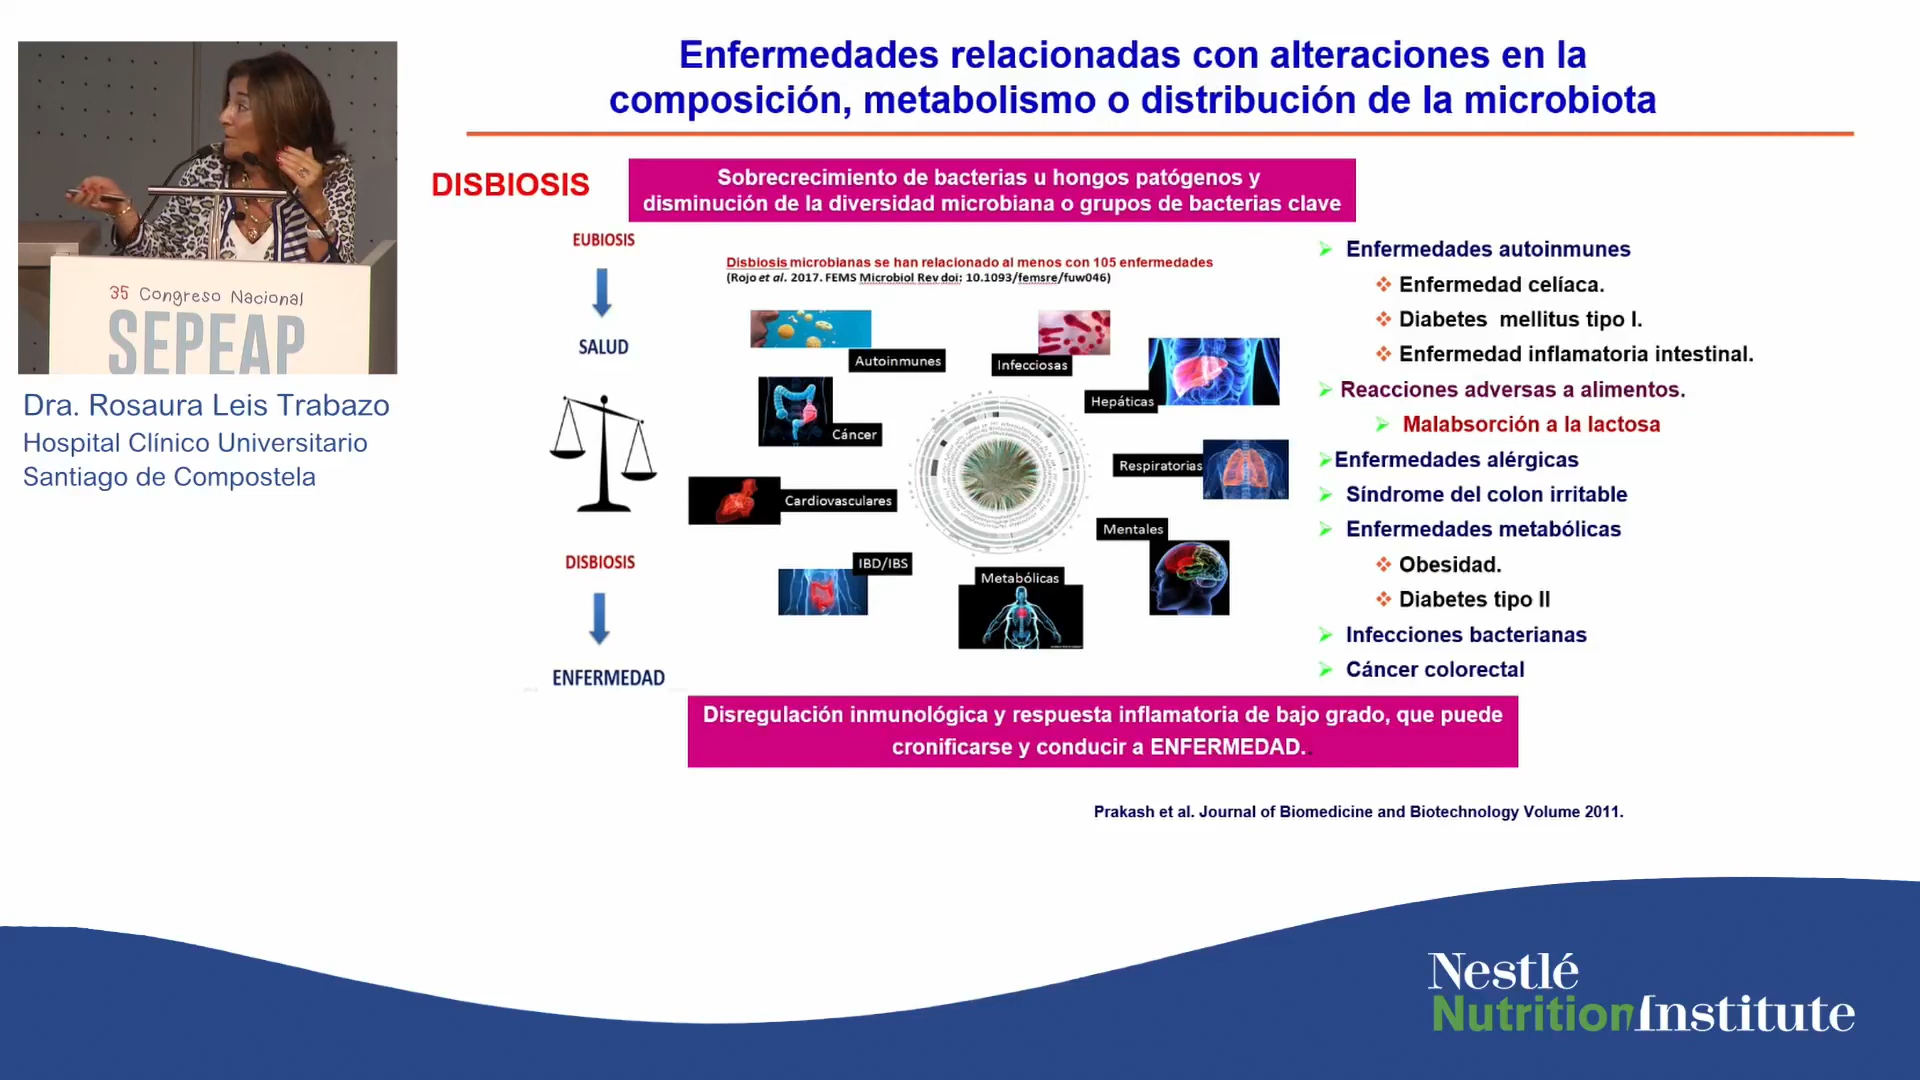 Enfermedades relacionadas con alteraciones en la
composición, metabolismo o distribución de la microbiota
DISBIOSIS
Sobrecrecimiento de bacterias u hongos patógenos y
disminución de la diversidad microbiana o grupos de bacterias clave
EUBIOSIS
SALUD
DISBIOSIS
ENFERMEDAD
Disbiosis microbianas se han relacionado al menos con 105 enfermedades
(Rojo et al. 2017. FEMS Microbiol Rev doi: 10.1093/femsre/fuw046)
Autoinmunes
Infecciosas
Hepáticas
Cáncer
Respiratorias
Cardiovasculares
Mentales
IBD/IBS
Metabólicas
Enfermedades autoinmunes
Enfermedad celíaca.
Diabetes mellitus tipo I.
Enfermedad inflamatoria intestinal.
Reacciones adversas a alimentos.
Malabsorción a la lactosa
Enfermedades alérgicas
Síndrome del colon irritable
Enfermedades metabólicas
Obesidad.
Diabetes tipo II
Infecciones bacterianas
Cáncer colorectal
Disregulación inmunológica y respuesta inflamatoria de bajo grado, que puede
cronificarse y conducir a ENFERMEDAD..
Prakash et al. Journal of Biomedicine and Biotechnology Volume 2011.
35 Congreso Nacional
SEPEAP
Dra. Rosaura Leis Trabazo
Hospital Clínico Universitario
Santiago de Compostela
Nestlé
NutritionInstitute